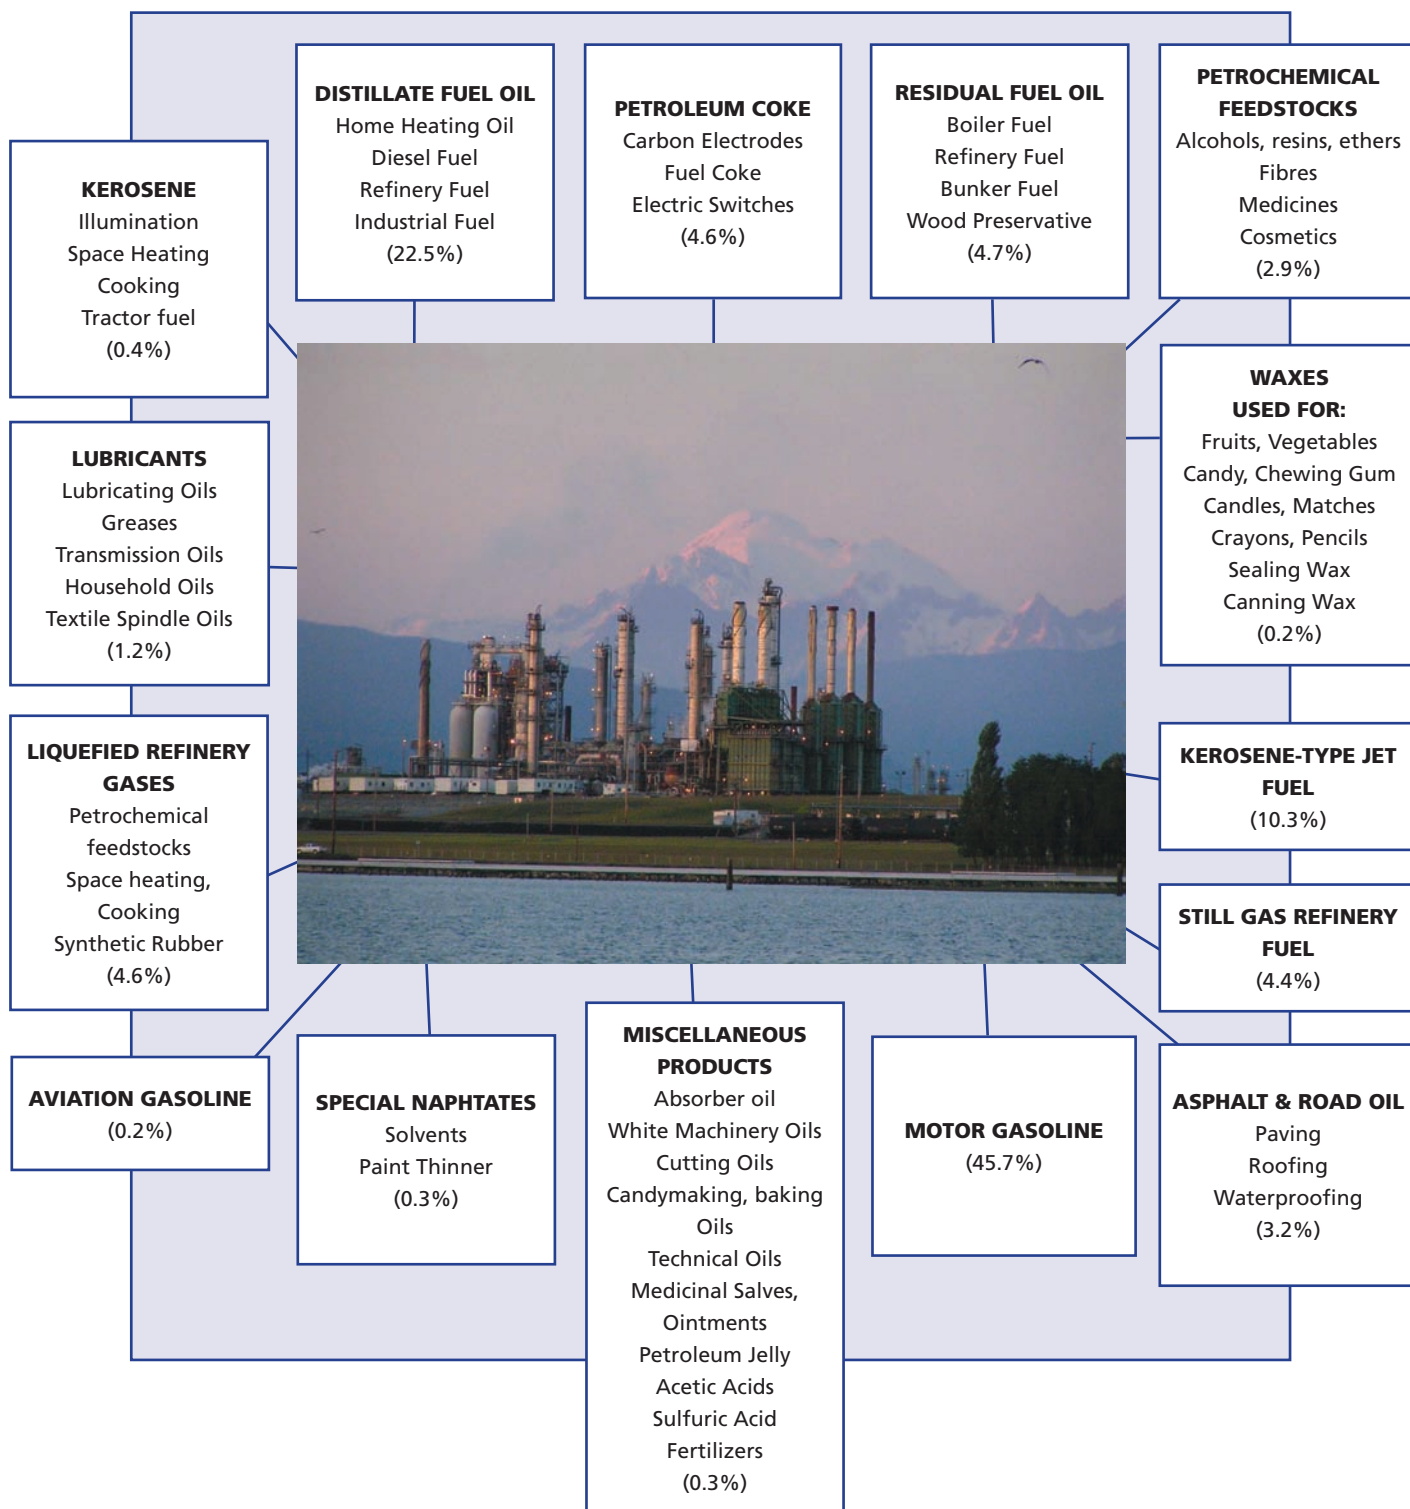 DISTILLATE FUEL OIL
Home Heating Oil
Diesel Fuel
Refinery Fuel
Industrial Fuel
(22.5%)
PETROLEUM COKE
Carbon Electrodes
Fuel Coke
Electric Switches
(4.6%)
RESIDUAL FUEL OIL
Boiler Fuel
Refinery Fuel
Bunker Fuel
Wood Preservative
(4.7%)
PETROCHEMICAL
FEEDSTOCKS
Alcohols, resins, ethers
Fibres
Medicines
Cosmetics
(2.9%)
KEROSENE
Illumination
Space Heating
Cooking
Tractor fuel
(0.4%)
WAXES
USED FOR:
Fruits, Vegetables
Candy, Chewing Gum
Candles, Matches
Crayons, Pencils
Sealing Wax
Canning Wax
(0.2%)
LUBRICANTS
Lubricating Oils
Greases
Transmission Oils
Household Oils
Textile Spindle Oils
(1.2%)
LIQUEFIED REFINERY
GASES
Petrochemical
feedstocks
Space heating,
Cooking
Synthetic Rubber
(4.6%)
KEROSENE-TYPE JET
FUEL
(10.3%)
STILL GAS REFINERY
FUEL
(4.4%)
AVIATION GASOLINE
(0.2%)
SPECIAL NAPHTATES
Solvents
Paint Thinner
(0.3%)
MISCELLANEOUS
PRODUCTS
Absorber oil
White Machinery Oils
Cutting Oils
Candymaking, baking
Oils
Technical Oils
Medicinal Salves,
Ointments
Petroleum Jelly
Acetic Acids
Sulfuric Acid
Fertilizers
(0.3%)
MOTOR GASOLINE
(45.7%)
ASPHALT & ROAD OIL
Paving
Roofing
Waterproofing
(3.2%)